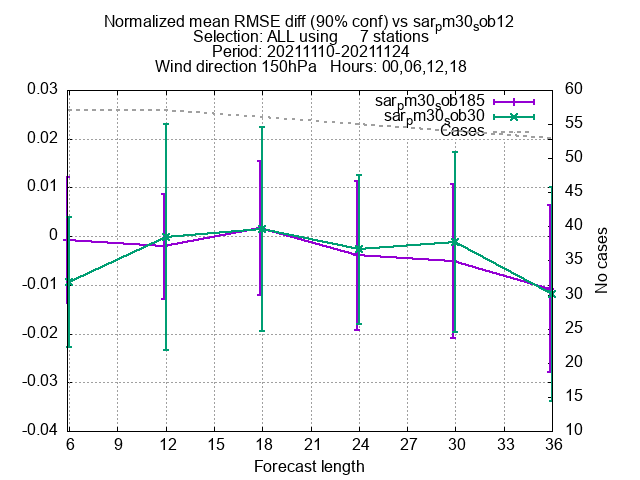 Normalized mean RMSE diff (90% conf) vs sarpm30sob12
Selection: ALL using 7 stations
Period: 20211110-20211124
Wind direction 150hPa Hours: 00,06,12,18
0.03
0.02
0.01
0
-0.01
-0.02
-0.03
-0.04
60
55
50
45
40
35
30
25
20
15
10
No cases
sarpm30sob185
sarpm30sob30
Cases
6 9 12 15 18 21 24 27 30 33 36
Forecast length